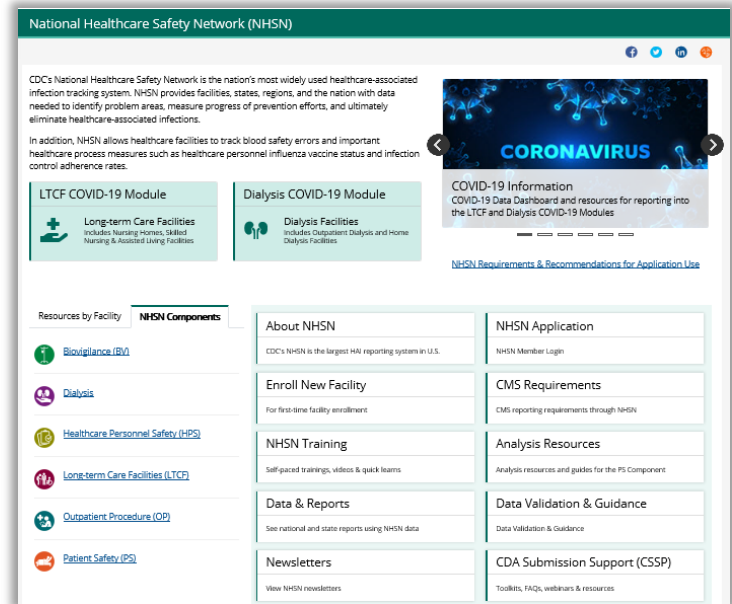 National Healthcare Safety Network (NHSN)
CDC's National Healthcare Safety Network is the nation's most widely used healthcare-associated
infection tracking system. NHSN provides facilities, states, regions, and the nation with data
needed to identify problem areas, measure progress of prevention efforts, and ultimately
eliminate healthcare-associated infections.
In addition, NHSN allows healthcare facilities to track blood safety errors and important
healthcare process measures such as healthcare personnel influenza vaccine status and infection
control adherence rates.
CORONAVIRUS
COVID-19 Information
COVID-19 Data Dashboard and resources for reporting into
the LTCF and Dialysis COVID-19 Modules
LTCF COVID-19 Module
Long-term Care Facilities
Includes Nursing Homes, Skilled
Nursing & Assisted Living Facilities
Dialysis COVID-19 Module
Dialysis Facilities
Includes Outpatient Dialysis and Home
Dialysis Facilities
NHSN Requirements & Recommendations for Application Use
Resources by Facility
NHSN Components
Biovigilance (BV)
Dialysis
Healthcare Personnel Safety (HPS)
Long-term Care Facilities (LTCF)
Outpatient Procedure (OP)
Patient Safety (PS)
About NHSN
CDC's NHSN is the largest HAI reporting system in U.S.
NHSN Application
NHSN Member Login
Enroll New Facility
For first-time facility enrollment
CMS Requirements
CMS reporting requirements through NHSN
NHSN Training
Self-paced trainings, videos & quick learns
Analysis Resources
Analysis resources and guides for the PS Component
Data & Reports
See national and state reports using NHSN data
Data Validation & Guidance
Data Validation & Guidance
Newsletters
View NHSN newsletters
CDA Submission Support (CSSP)
Toolkits, FAQs, webinars & resources